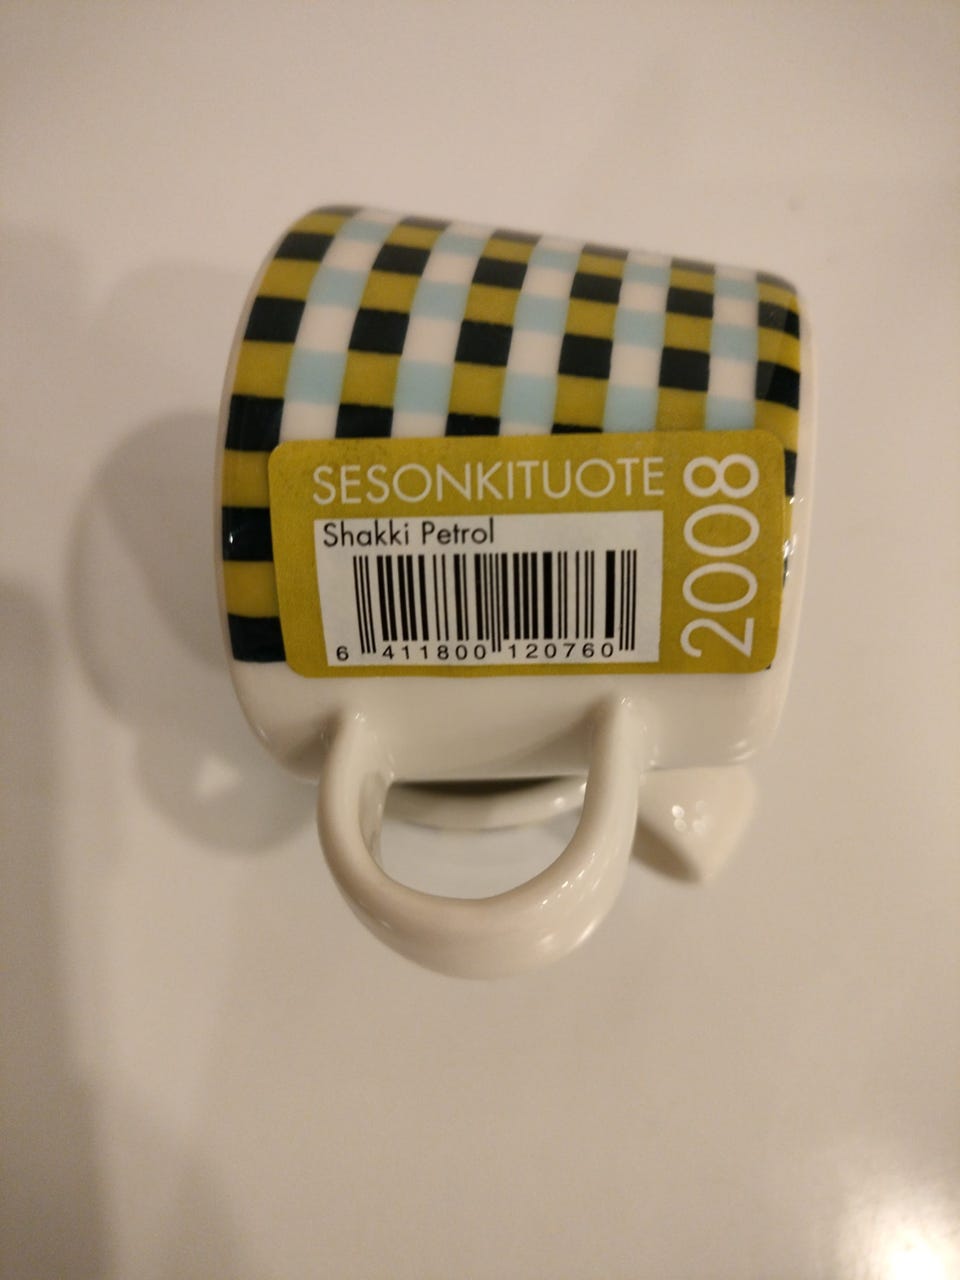 SESONKITUOTE
2008
Shakki Petrol
6 411800 120760